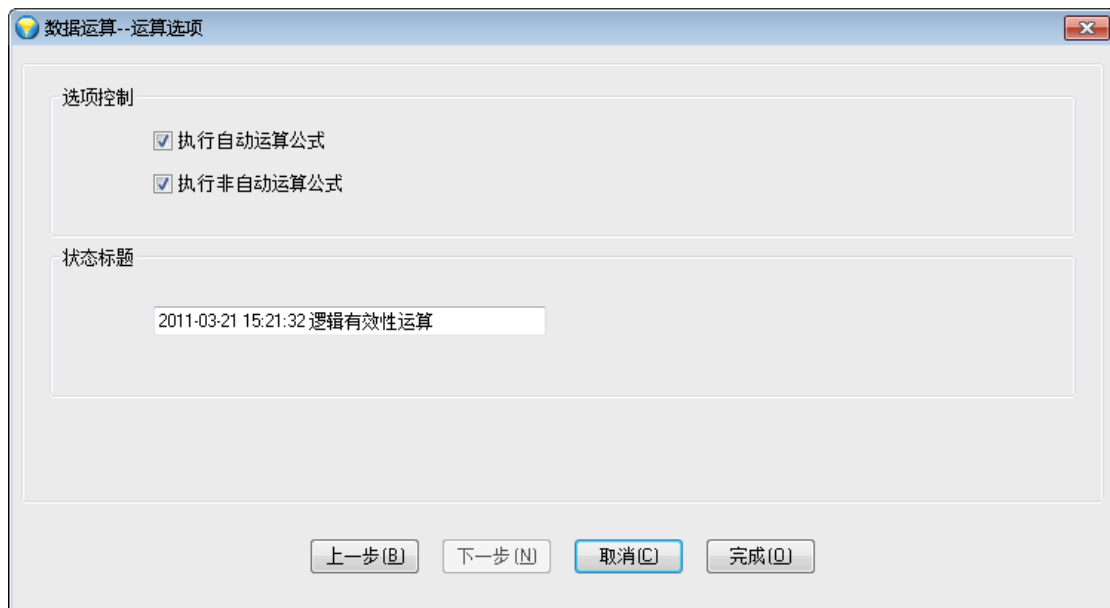 数据运算--运算选项
选项控制
执行自动运算公式
执行非自动运算公式
状态标题
2011-03-21 15:21:32 逻辑有效性运算
上一步(B) 下一步(N) 取消(C) 完成(O)